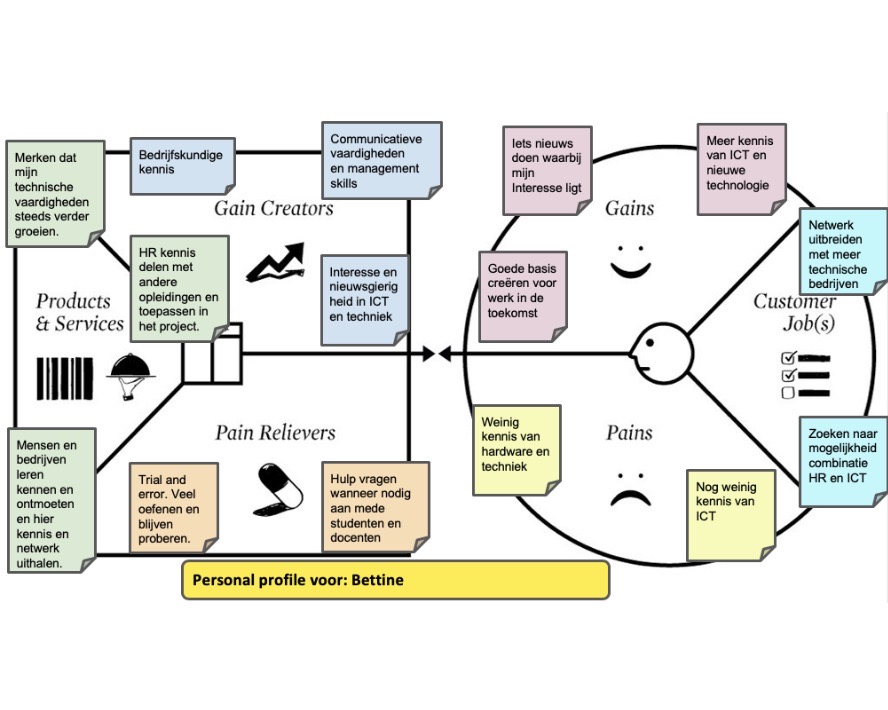 Merken dat
mijn
technische
vaardigheden
steeds verder
groeien.
Bedrijfskundige
kennis
Communicatieve
vaardigheden
en management
skills
Gain Creators
HR kennis
delen met
andere
opleidingen en
toepassen in
het project.
Interesse en
nieuwsgierig
heid in ICT
en techniek
Products
& Services
Pain Relievers
Mensen en
bedrijven
leren
kennen en
ontmoeten
en hier
kennis en
netwerk
uithalen.
Trial and
error. Veel
oefenen en
blijven
proberen.
Hulp vragen
wanneer nodig
aan mede
studenten en
docenten
Iets nieuws
doen waarbij
mijn
Interesse ligt
Meer kennis
van ICT en
nieuwe
technologie
Gains
Netwerk
uitbreiden
met meer
technische
bedrijven
Goede basis
creëren voor
werk in de
toekomst
Customer
Job(s)
Weinig
kennis van
hardware en
techniek
Pains
Nog weinig
kennis van
ICT
Zoeken naar
mogelijkheid
combinatie
HR en ICT
Personal profile voor: Bettine